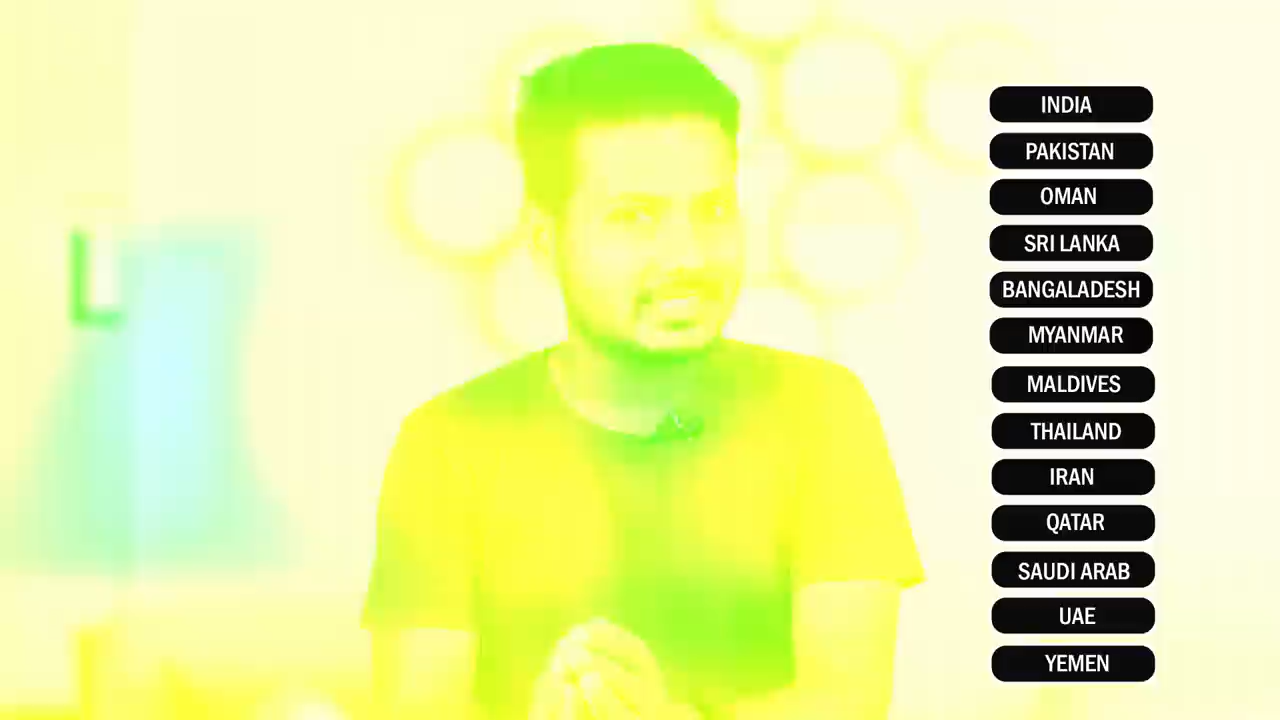 INDIA
PAKISTAN
OMAN
SRI LANKA
BANGALADESH
MYANMAR
MALDIVES
THAILAND
IRAN
QATAR
SAUDI ARAB
UAE
YEMEN